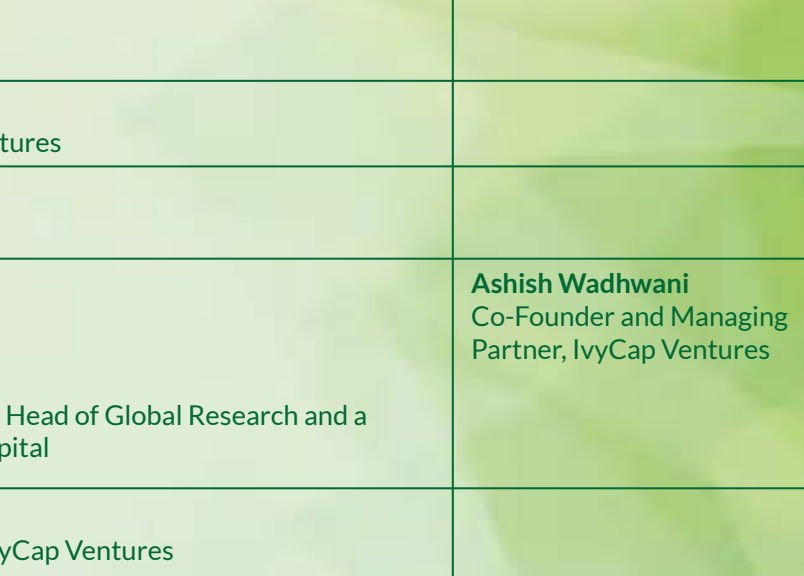 tures
Ashish Wadhwani
Co-Founder and Managing
Partner, IvyCap Ventures
Head of Global Research and a
pital
yCap Ventures